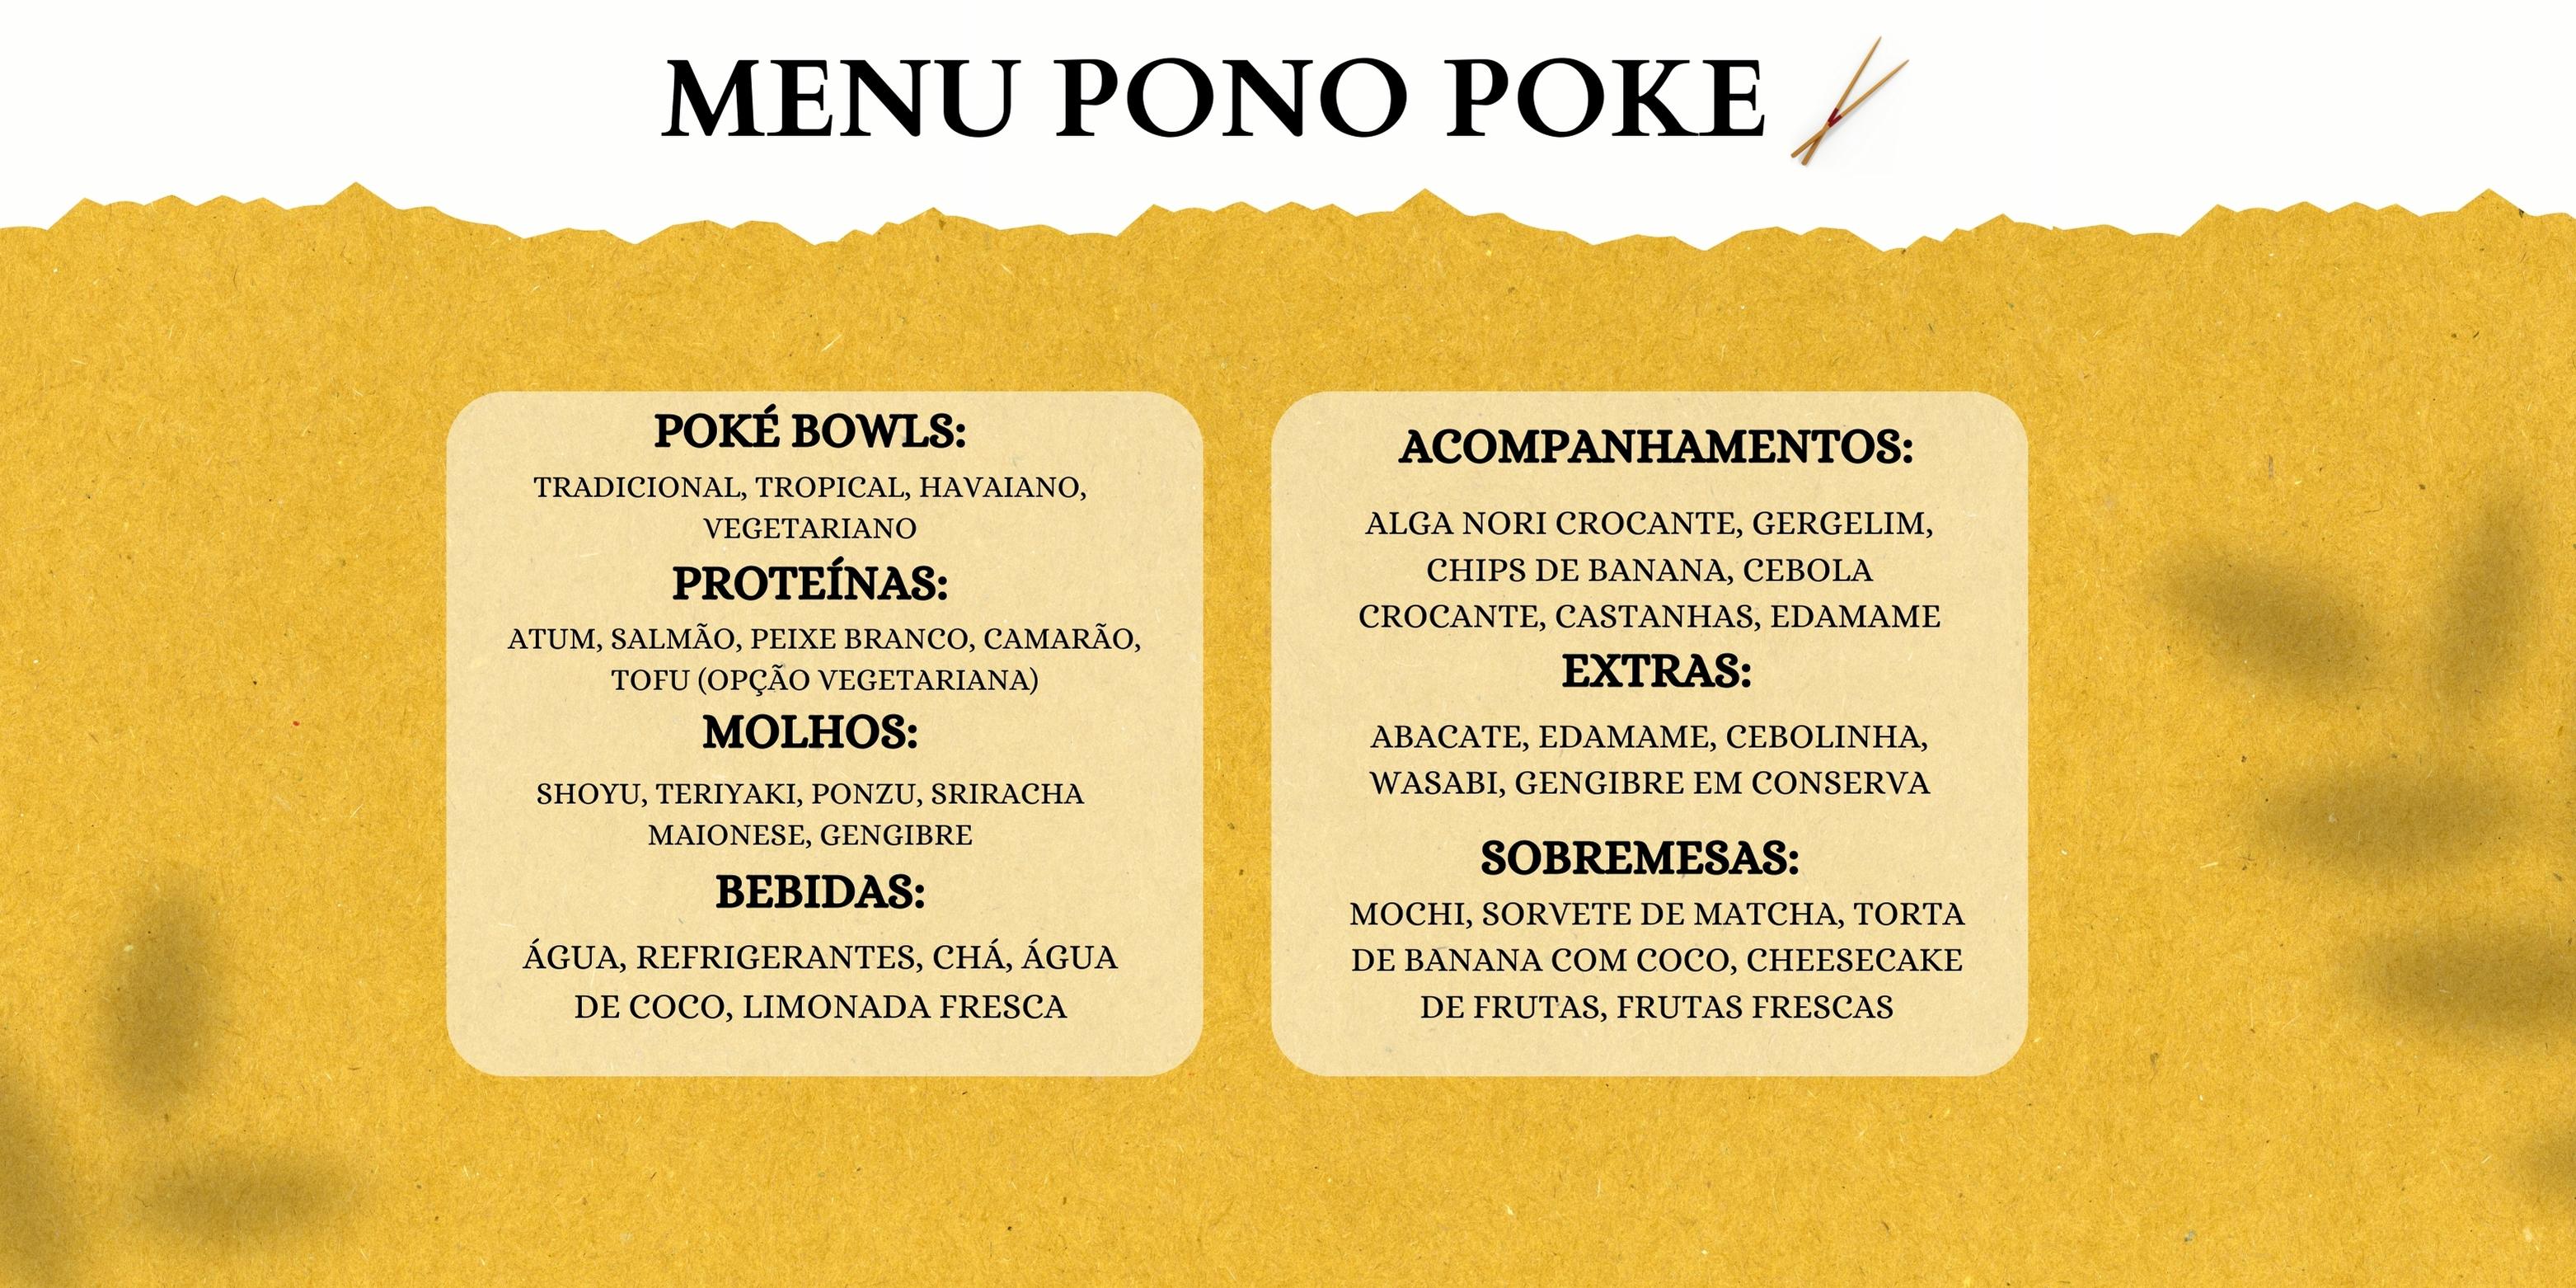 MENU PONO POKE
POKÉ BOWLS:
TRADICIONAL, TROPICAL, HAVAIANO,
VEGETARIANO
PROTEÍNAS:
ATUM, SALMÃO, PEIXE BRANCO, CAMARÃO,
TOFU (OPÇÃO VEGETARIANA)
MOLHOS:
SHOYU, TERIYAKI, PONZU, SRIRACHA
MAIONESE, GENGIBRE
BEBIDAS:
ÁGUA, REFRIGERANTES, CHÁ, ÁGUA
DE COCO, LIMONADA FRESCA
ACOMPANHAMENTOS:
ALGA NORI CROCANTE, GERGELIM,
CHIPS DE BANANA, CEBOLA
CROCANTE, CASTANHAS, EDAMAME
EXTRAS:
ABACATE, EDAMAME, CEBOLINHA,
WASABI, GENGIBRE EM CONSERVA
SOBREMESAS:
MOCHI, SORVETE DE MATCHA, TORTA
DE BANANA COM COCO, CHEESECAKE
DE FRUTAS, FRUTAS FRESCAS